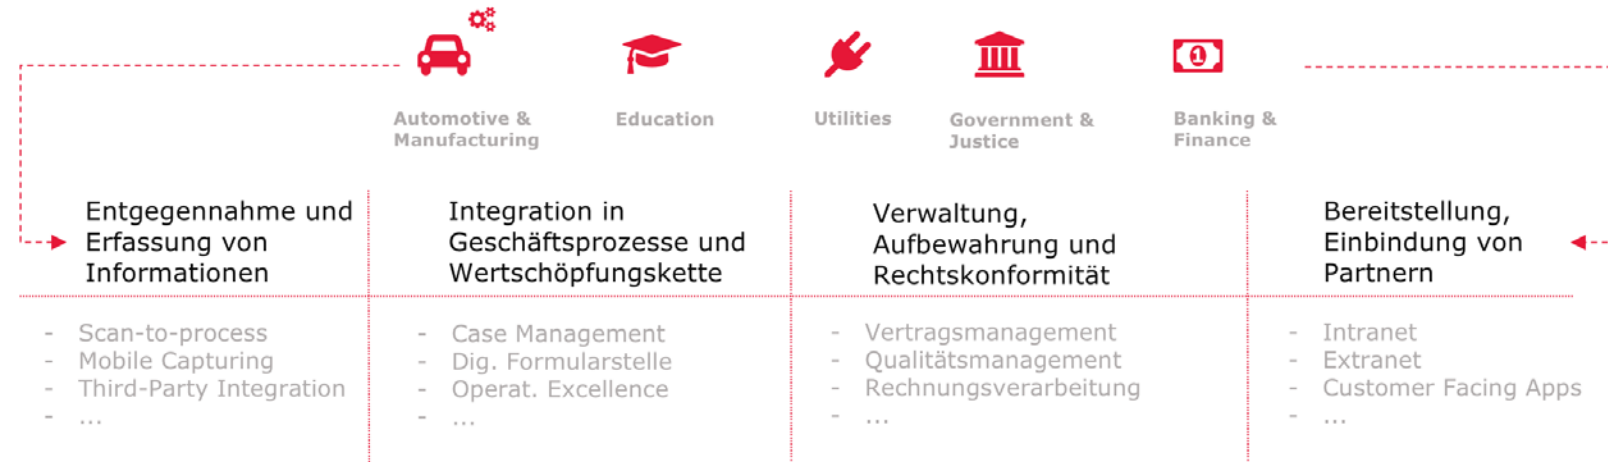 1
Automotive &
Manufacturing
Education
Utilities
Government &
Justice
Banking &
Finance
Entgegennahme und
Erfassung von
Informationen
Integration in
Geschäftsprozesse und
Wertschöpfungskette
Verwaltung,
Aufbewahrung und
Rechtskonformität
Bereitstellung,
Einbindung von
Partnern
- Scan-to-process
- Mobile Capturing
- Third-Party Integration
- ...
- Case Management
- Dig. Formularstelle
- Operat. Excellence
- ...
- Vertragsmanagement
- Qualitätsmanagement
- Rechnungsverarbeitung
- ...
- Intranet
- Extranet
- Customer Facing Apps
- ...